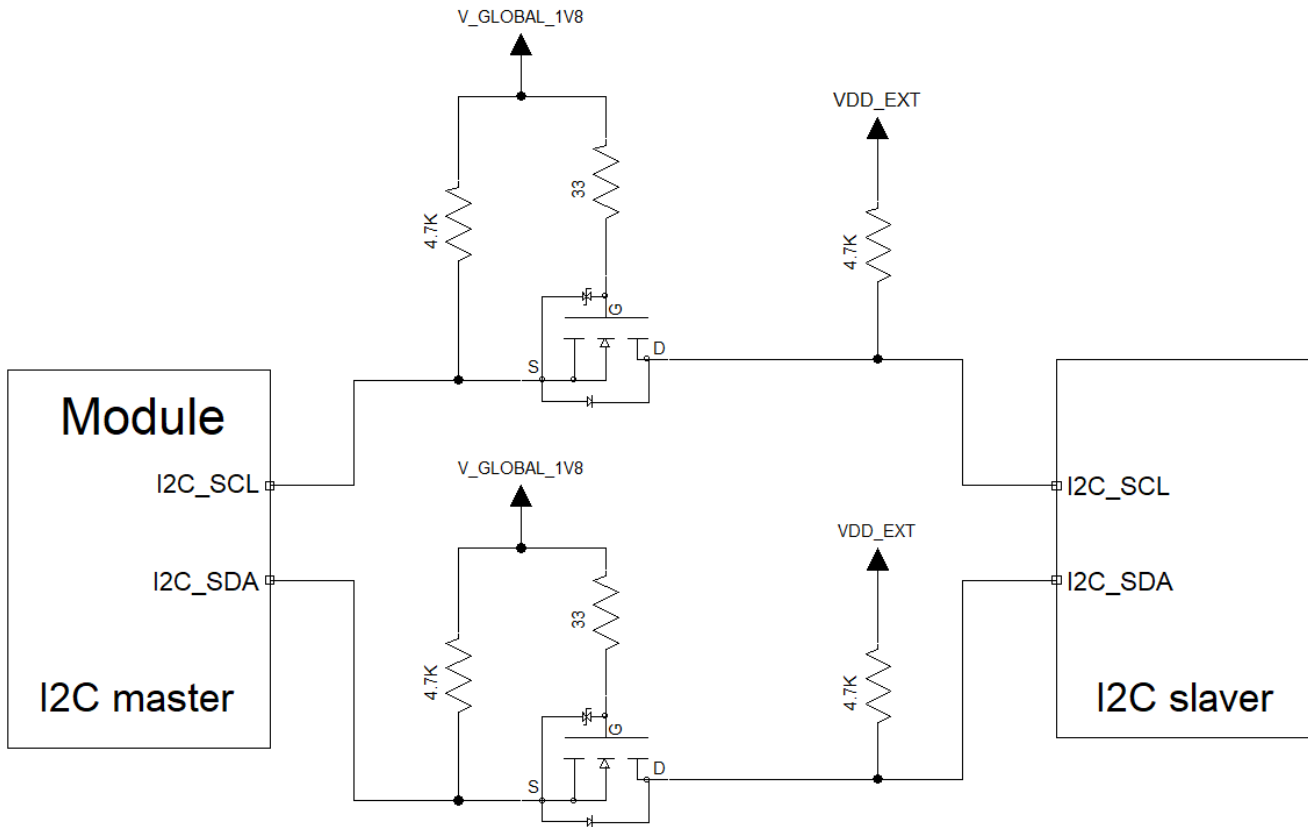 V_GLOBAL_1V8
VDD_EXT
33
4.7K
4.7K
G
D
S
Module
I2C_SCL
I2C_SCL
V_GLOBAL_1V8
VDD_EXT
I2C_SDA
I2C_SDA
33
4.7K
4.7K
I2C master
I2C slaver
G
D
S